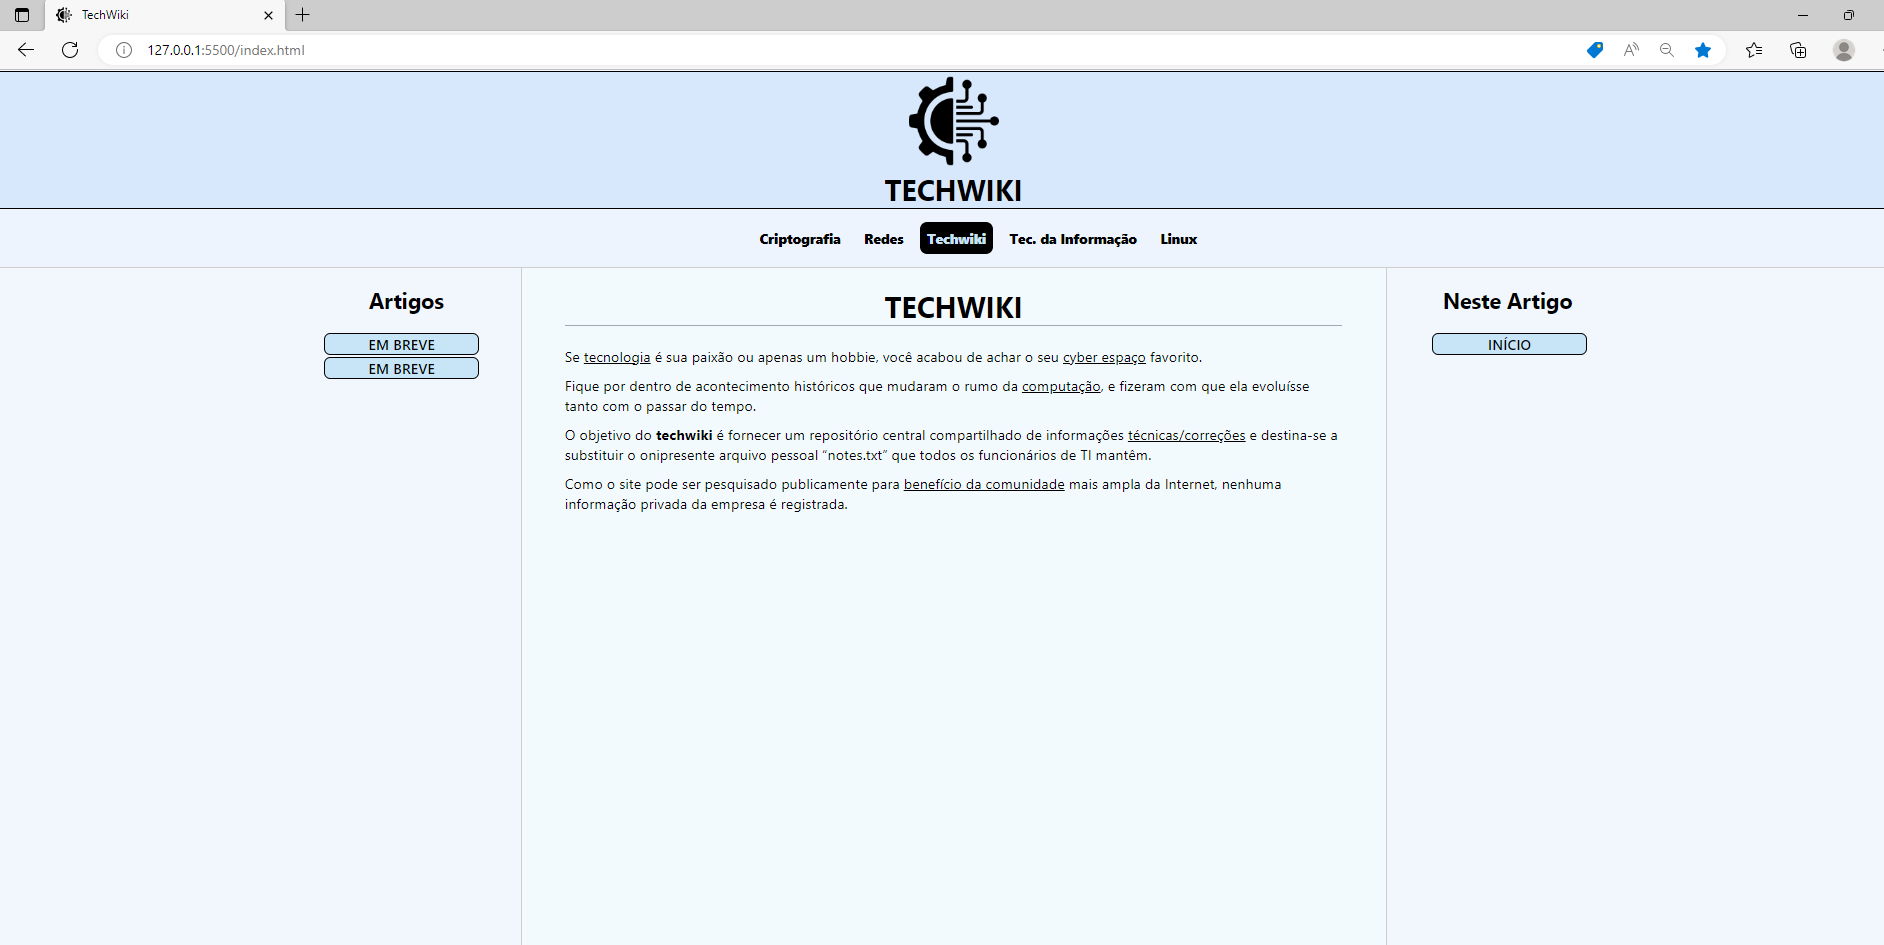 TechWiki
127.0.0.1:5500/index.html
TECHWIKI
Criptografia Redes Techwiki Tec. da Informação Linux
Artigos
EM BREVE
EM BREVE
TECHWIKI
Se tecnologia é sua paixão ou apenas um hobbie, você acabou de achar o seu cyber espaço favorito.
Fique por dentro de acontecimento históricos que mudaram o rumo da computação, e fizeram com que ela evoluísse
tanto com o passar do tempo.
O objetivo do techwiki é fornecer um repositório central compartilhado de informações técnicas/correções e destina-se a
substituir o onipresente arquivo pessoal “notes.txt” que todos os funcionários de TI mantêm.
Como o site pode ser pesquisado publicamente para benefício da comunidade mais ampla da Internet, nenhuma
informação privada da empresa é registrada.
Neste Artigo
INÍCIO